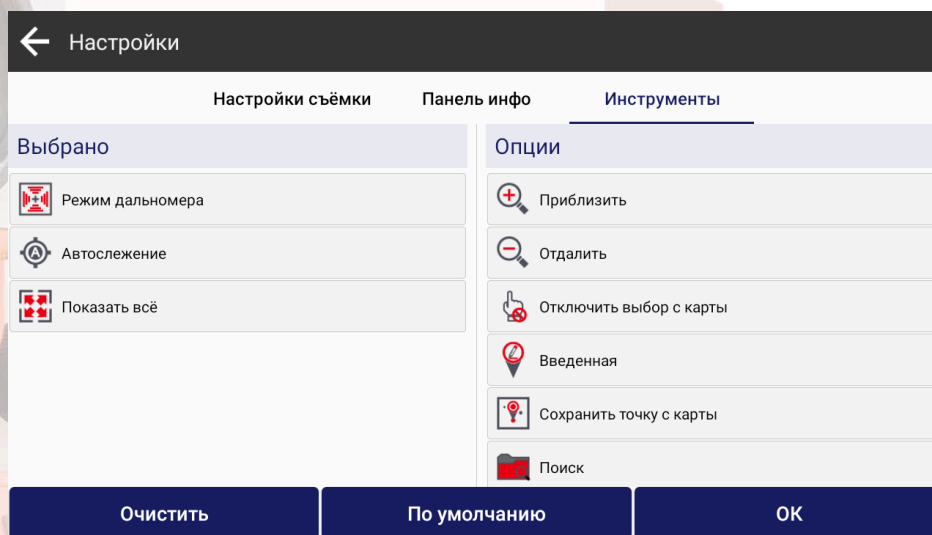 Настройки
Настройки съёмки Панель инфо Инструменты
Выбрано
Режим дальномера
Автослежение
Показать всё
Опции
Приблизить
Отдалить
Отключить выбор с карты
Введенная
Сохранить точку с карты
Поиск
Очистить По умолчанию ОК